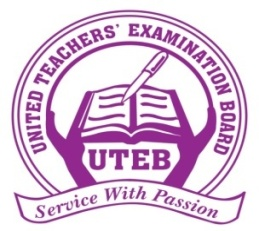 UNITED TEACHERS' EXAMINATION BOARD
UTEB
Service With Passion